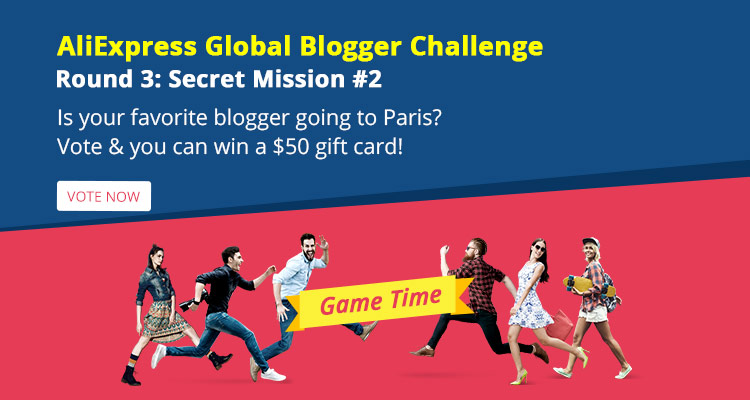 AliExpress Global Blogger Challenge
Round 3: Secret Mission #2
Is your favorite blogger going to Paris?
Vote & you can win a $50 gift card!
VOTE NOW
Game Time